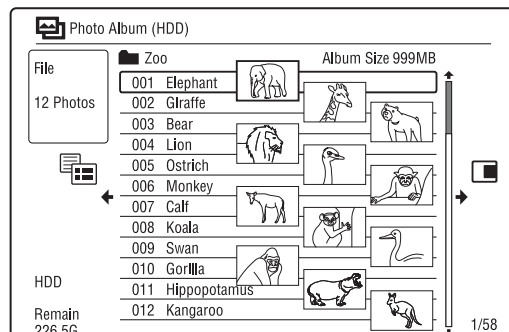 Photo Album (HDD)
File
12 Photos
Zoo
Album Size 999MB
001 Elephant
002 GIraffe
003 Bear
004 Lion
005 Ostrich
006 Monkey
007 Calf
008 Koala
009 Swan
010 GorIlla
011 Hippopotamus
012 Kangaroo
HDD
Remain
226.5G
1/58